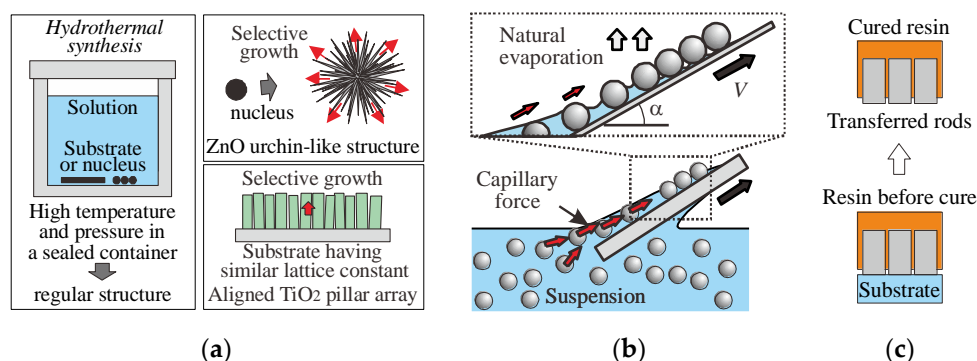 Hydrothermal
synthesis
Solution
Substrate
or nucleus
High temperature
and pressure in
a sealed container
regular structure
Selective
growth
nucleus
ZnO urchin-like structure
Selective growth
Substrate having
similar lattice constant
Aligned TiO2 pillar array
(a)
Natural
evaporation
V
α
Capillary
force
Suspension
(b)
Cured resin
Transferred rods
Resin before cure
Substrate
(c)